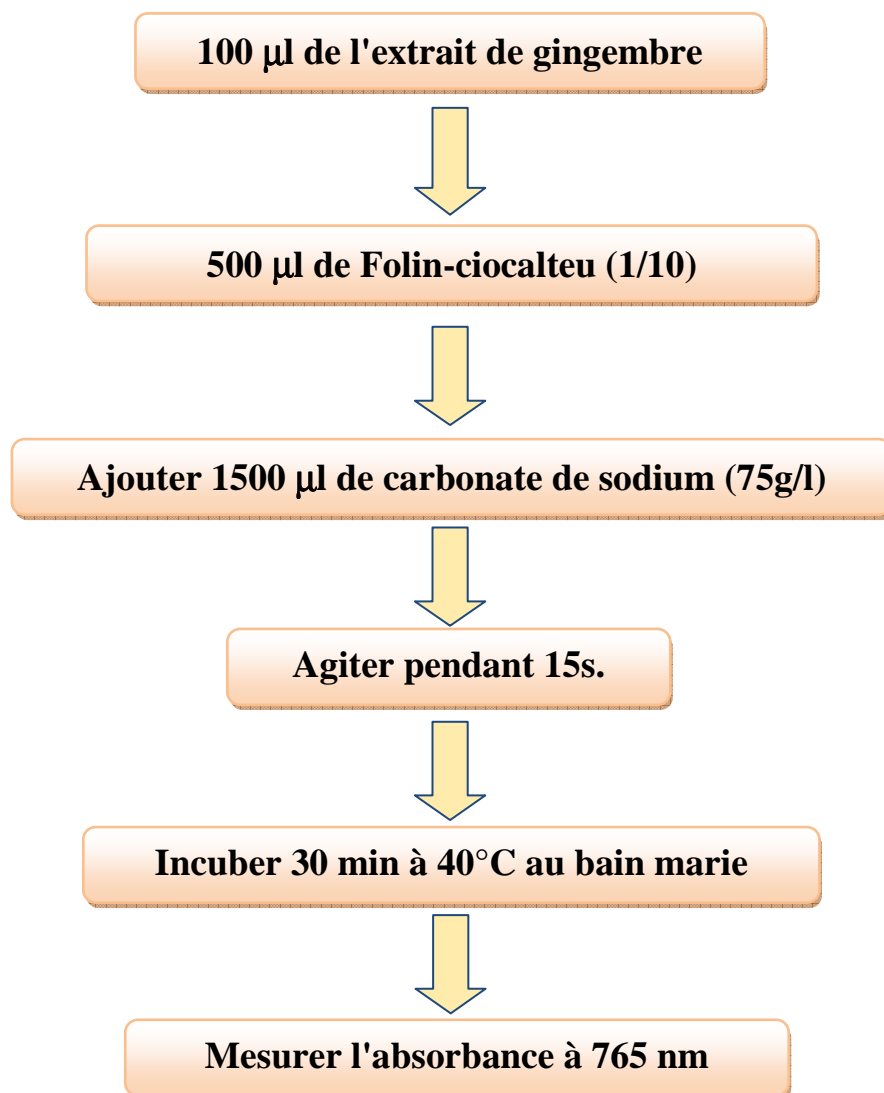 100 µl de l'extrait de gingembre
500 µl de Folin-ciocalteu (1/10)
Ajouter 1500 µl de carbonate de sodium (75g/l)
Agiter pendant 15s.
Incuber 30 min à 40°C au bain marie
Mesurer l'absorbance à 765 nm